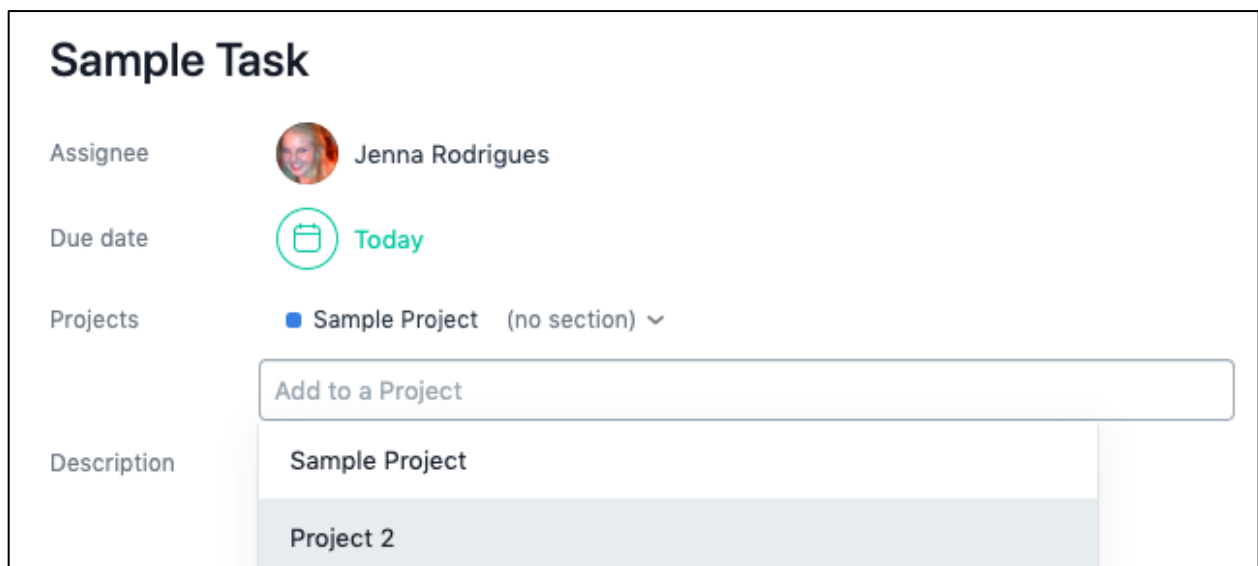 Sample Task
Assignee Jenna Rodrigues
Due date Today
Projects Sample Project (no section)
Add to a Project
Description Sample Project
Project 2